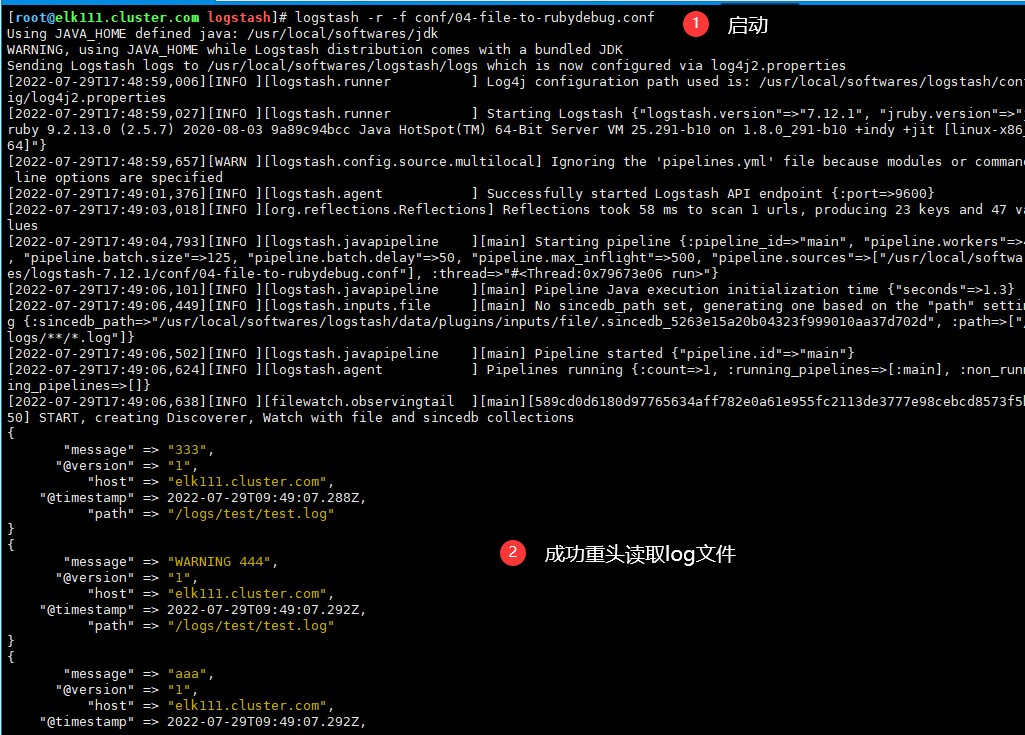 [root@elk111.cluster.com logstash]# logstash -r -f conf/04-file-to-rubydebug.conf
1 启动
Using JAVA_HOME defined java: /usr/local/softwares/jdk
WARNING, using JAVA_HOME while Logstash distribution comes with a bundled JDK
Sending Logstash logs to /usr/local/softwares/logstash/logs which is now configured via log4j2.properties
[2022-07-29T17:48:59,006][INFO ][logstash.runner          ] Log4j configuration path used is: /usr/local/softwares/logstash/conf
ig/log4j2.properties
[2022-07-29T17:48:59,027][INFO ][logstash.runner          ] Starting Logstash {"logstash.version"=>"7.12.1", "jruby.version"=>"j
ruby 9.2.13.0 (2.5.7) 2020-08-03 9a89c94bcc Java HotSpot(TM) 64-Bit Server VM 25.291-b10 on 1.8.0_291-b10 +indy +jit [linux-x86_
64]"}
[2022-07-29T17:48:59,657][WARN ][logstash.config.source.multilocal] Ignoring the 'pipelines.yml' file because modules or comman
 line options are specified
[2022-07-29T17:49:01,376][INFO ][logstash.agent           ] Successfully started Logstash API endpoint {:port=>9600}
[2022-07-29T17:49:03,018][INFO ][org.reflections.Reflections] Reflections took 58 ms to scan 1 urls, producing 23 keys and 47 va
lues
[2022-07-29T17:49:04,793][INFO ][logstash.javapipeline    ][main] Starting pipeline {:pipeline_id=>"main", "pipeline.workers"=>4
, "pipeline.batch.size"=>125, "pipeline.batch.delay"=>50, "pipeline.max_inflight"=>500, "pipeline.sources"=>["/usr/local/softwar
es/logstash-7.12.1/conf/04-file-to-rubydebug.conf"], :thread=>"#<Thread:0x79673e06 run>"}
[2022-07-29T17:49:06,101][INFO ][logstash.javapipeline    ][main] Pipeline Java execution initialization time {"seconds"=>1.3}
[2022-07-29T17:49:06,449][INFO ][logstash.inputs.file     ][main] No sincedb_path set, generating one based on the "path" settin
g {:sincedb_path=>"/usr/local/softwares/logstash/data/plugins/inputs/file/.sincedb_5263e15a20b04323f999010aa37d702d", :path=>["/
logs/**/*.log"]}
[2022-07-29T17:49:06,502][INFO ][logstash.javapipeline    ][main] Pipeline started {"pipeline.id"=>"main"}
[2022-07-29T17:49:06,624][INFO ][logstash.agent           ] Pipelines running {:count=>1, :running_pipelines=>[:main], :non_runn
ing_pipelines=>[]}
[2022-07-29T17:49:06,638][INFO ][filewatch.observingtail  ][main][589cd0d6180d97765634aff782e0a61e955fc2113de3777e98cebcd8573f5b
50] START, creating Discoverer, Watch with file and sincedb collections
{
       "message" => "333",
      "@version" => "1",
          "host" => "elk111.cluster.com",
    "@timestamp" => 2022-07-29T09:49:07.288Z,
          "path" => "/logs/test/test.log"
}
{
2 成功重头读取log文件
       "message" => "WARNING 444",
      "@version" => "1",
          "host" => "elk111.cluster.com",
    "@timestamp" => 2022-07-29T09:49:07.292Z,
          "path" => "/logs/test/test.log"
}
{
       "message" => "aaa",
      "@version" => "1",
          "host" => "elk111.cluster.com",
    "@timestamp" => 2022-07-29T09:49:07.292Z,